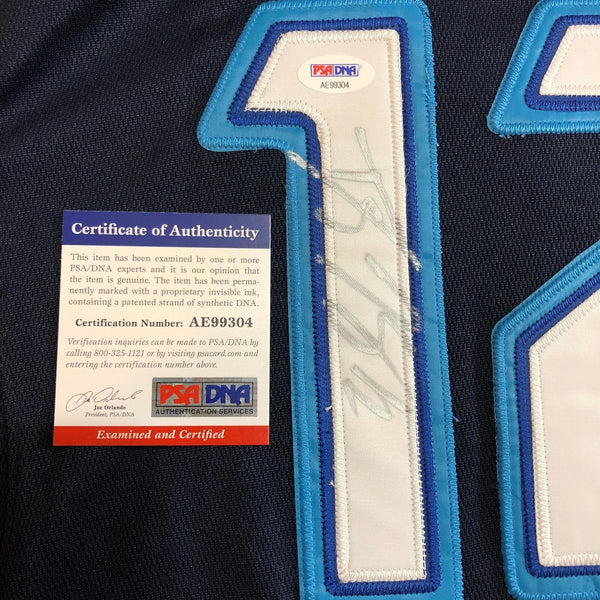 PSA DNA
AE99304
12
Certificate of Authenticity
This item has been examined by one or more
PSA/DNA experts and it is our opinion that
the item is genuine. The item has been perma-
nently marked with a proprietary invisible ink,
containing a patented strand of synthetic DNA.
Certification Number: AE99304
Verification inquiries can be made to PSA/DNA by
calling 800-325-1121 or by visiting psacard.com and
entering the certification number above.
Joe Orlando
President, PSA/DNA
PSA DNA
AUTHENTICATION SERVICES
Examined and Certified